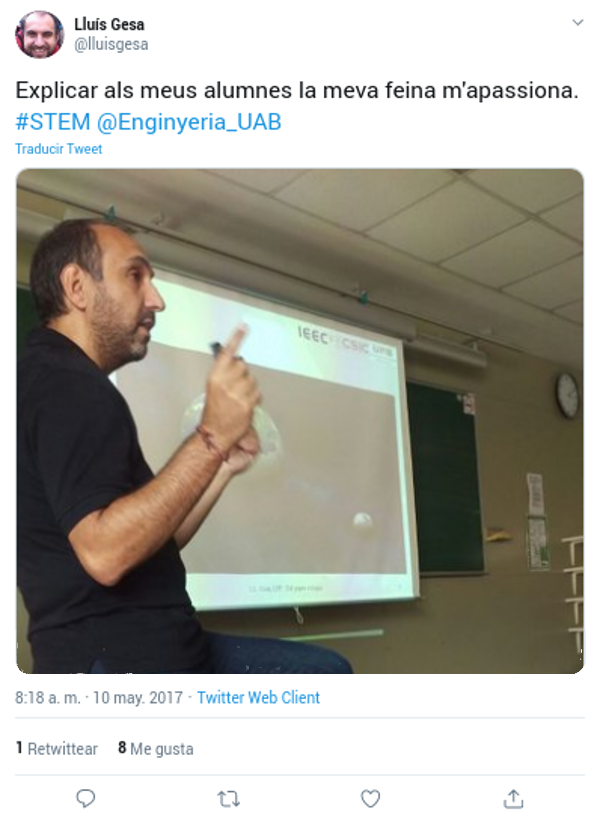 Lluís Gesa
@lluisgesa
Explicar als meus alumnes la meva feina m'apassiona.
#STEM @Enginyeria_UAB
Traducir Tweet
IEEC CSIC UAB
8:18 a. m. · 10 may. 2017 · Twitter Web Client
1 Retwittear 8 Me gusta